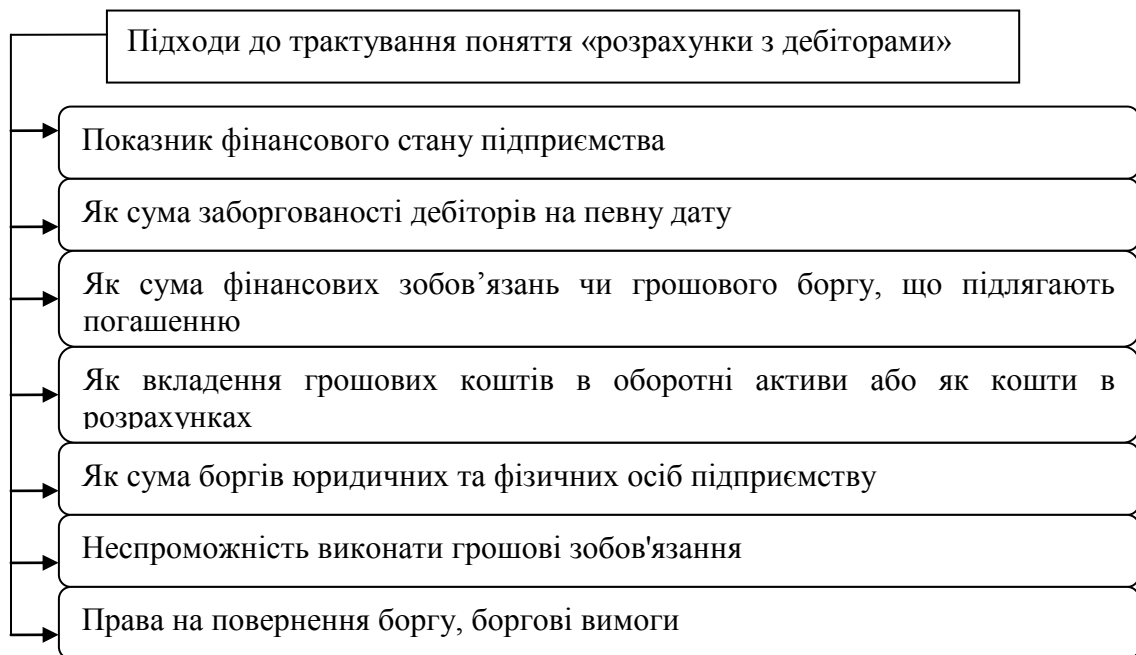 Підходи до трактування поняття «розрахунки з дебіторами»
Показник фінансового стану підприємства
Як сума заборгованості дебіторів на певну дату
Як сума фінансових зобов’язань чи грошового боргу, що підлягають
погашенню
Як вкладення грошових коштів в оборотні активи або як кошти в
розрахунках
Як сума боргів юридичних та фізичних осіб підприємству
Неспроможність виконати грошові зобов'язання
Права на повернення боргу, боргові вимоги